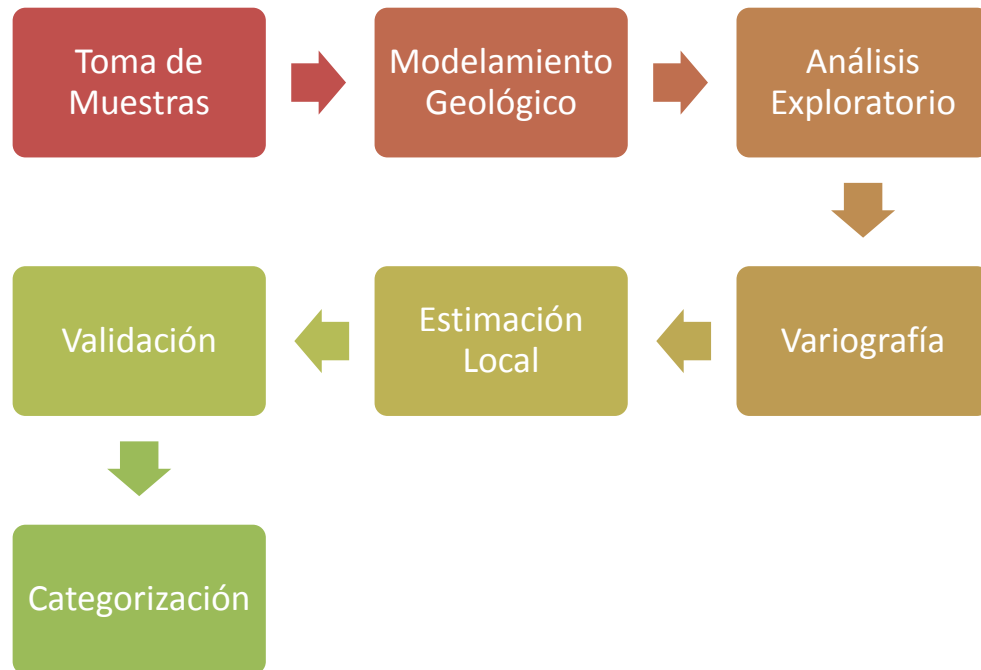 Toma de
Muestras
Modelamiento
Geológico
Análisis
Exploratorio
Variografía
Estimación
Local
Validación
Categorización